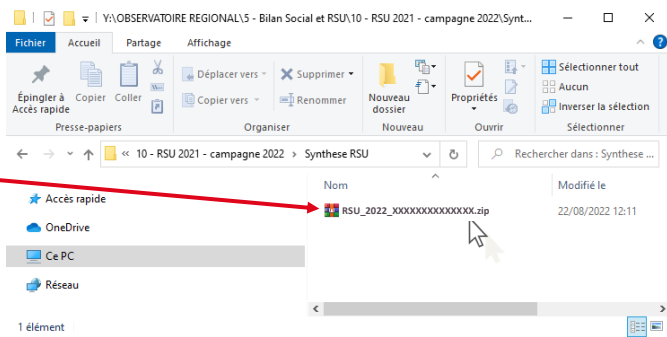 Y:\OBSERVATOIRE REGIONAL\5 - Bilan Social et RSU\10 - RSU 2021 - campagne 2022\Synt...
Fichier Accueil Partage Affichage
Épingler à Accès rapide
Copier
Coller
Déplacer vers
Copier vers
Supprimer
Renommer
Nouveau dossier
Propriétés
Sélectionner tout
Aucun
Inverser la sélection
Presse-papiers Organiser Nouveau Ouvrir Sélectionner
« 10 - RSU 2021 - campagne 2022 > Synthese RSU
Rechercher dans : Synthese ...
Nom Modifié le
Accès rapide
RSU_2022_XXXXXXXXXXXXXX.zip 22/08/2022 12:11
OneDrive
Ce PC
Réseau
1 élément